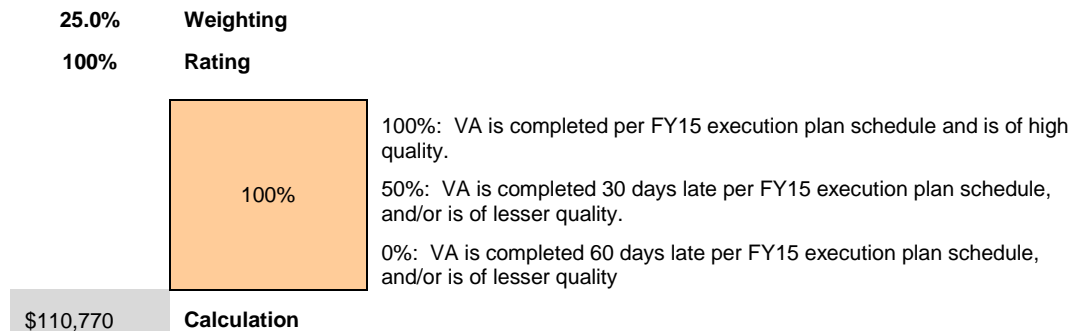 25.0% Weighting
100% Rating
100%
100%: VA is completed per FY15 execution plan schedule and is of high
quality.
50%: VA is completed 30 days late per FY15 execution plan schedule,
and/or is of lesser quality.
0%: VA is completed 60 days late per FY15 execution plan schedule,
and/or is of lesser quality
$110,770 Calculation